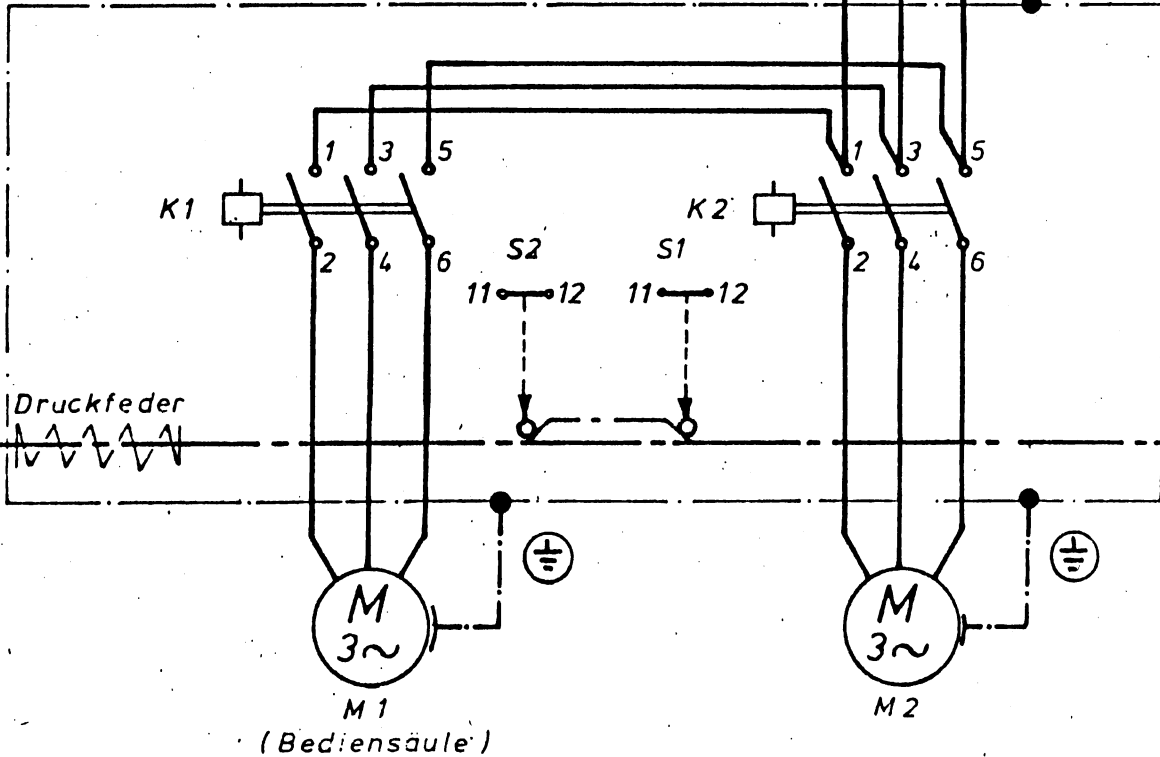 1 3 5
1 3 5
K1
K2
2 4 6
2 4 6
S2
S1
11 12
11 12
Druckfeder
M
3~
M
3~
M1
M2
(Bediensäule)